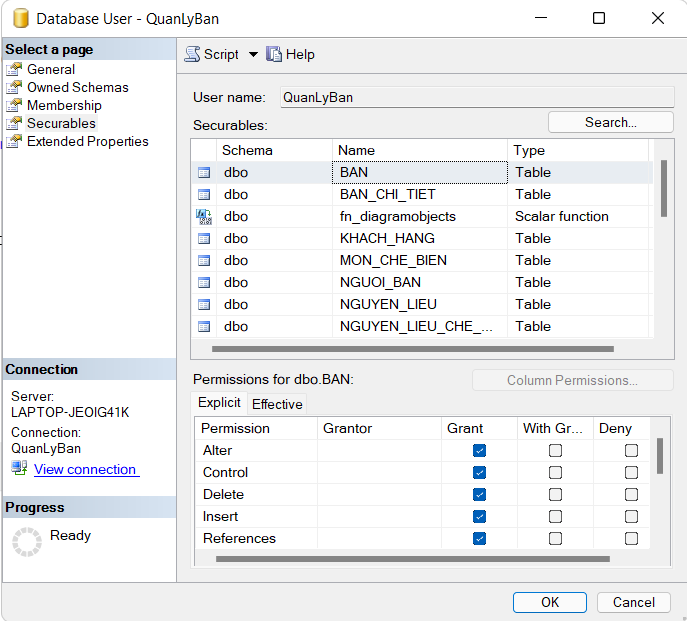 Database User - QuanLyBan
Select a page
General
Owned Schemas
Membership
Securables
Extended Properties
Connection
Server:
LAPTOP-JEOIG41K
Connection:
QuanLyBan
View connection
Progress
Ready
Script Help
User name: QuanLyBan
Securables: Search...
Schema Name Type
dbo BAN Table
dbo BAN_CHI_TIET Table
dbo fn_diagramobjects Scalar function
dbo KHACH_HANG Table
dbo MON_CHE_BIEN Table
dbo NGUOI_BAN Table
dbo NGUYEN_LIEU Table
dbo NGUYEN_LIEU_CHE_... Table
Permissions for dbo.BAN: Column Permissions...
Explicit Effective
Permission Grantor Grant With Gr... Deny
Alter
Control
Delete
Insert
References
OK Cancel